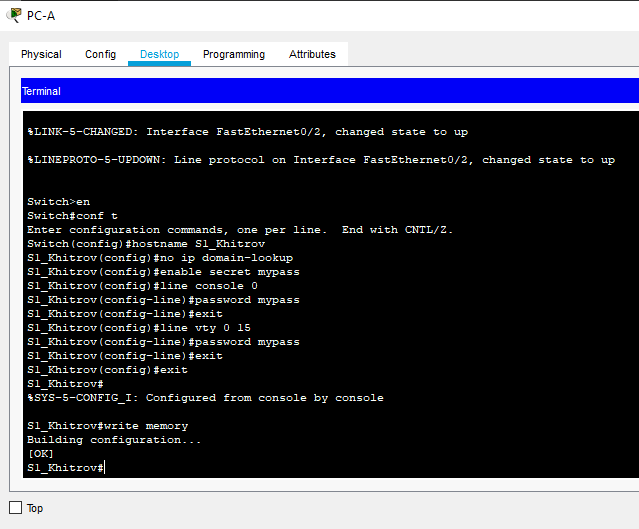 PC-A
Physical Config Desktop Programming Attributes
Terminal
%LINK-5-CHANGED: Interface FastEthernet0/2, changed state to up
%LINEPROTO-5-UPDOWN: Line protocol on Interface FastEthernet0/2, changed state to up
Switch>en
Switch#conf t
Enter configuration commands, one per line.  End with CNTL/Z.
Switch(config)#hostname S1_Khitrov
S1_Khitrov(config)#no ip domain-lookup
S1_Khitrov(config)#enable secret mypass
S1_Khitrov(config)#line console 0
S1_Khitrov(config-line)#password mypass
S1_Khitrov(config-line)#exit
S1_Khitrov(config)#line vty 0 15
S1_Khitrov(config-line)#password mypass
S1_Khitrov(config-line)#exit
S1_Khitrov(config)#exit
S1_Khitrov#
%SYS-5-CONFIG_I: Configured from console by console
S1_Khitrov#write memory
Building configuration...
[OK]
S1_Khitrov#
Top